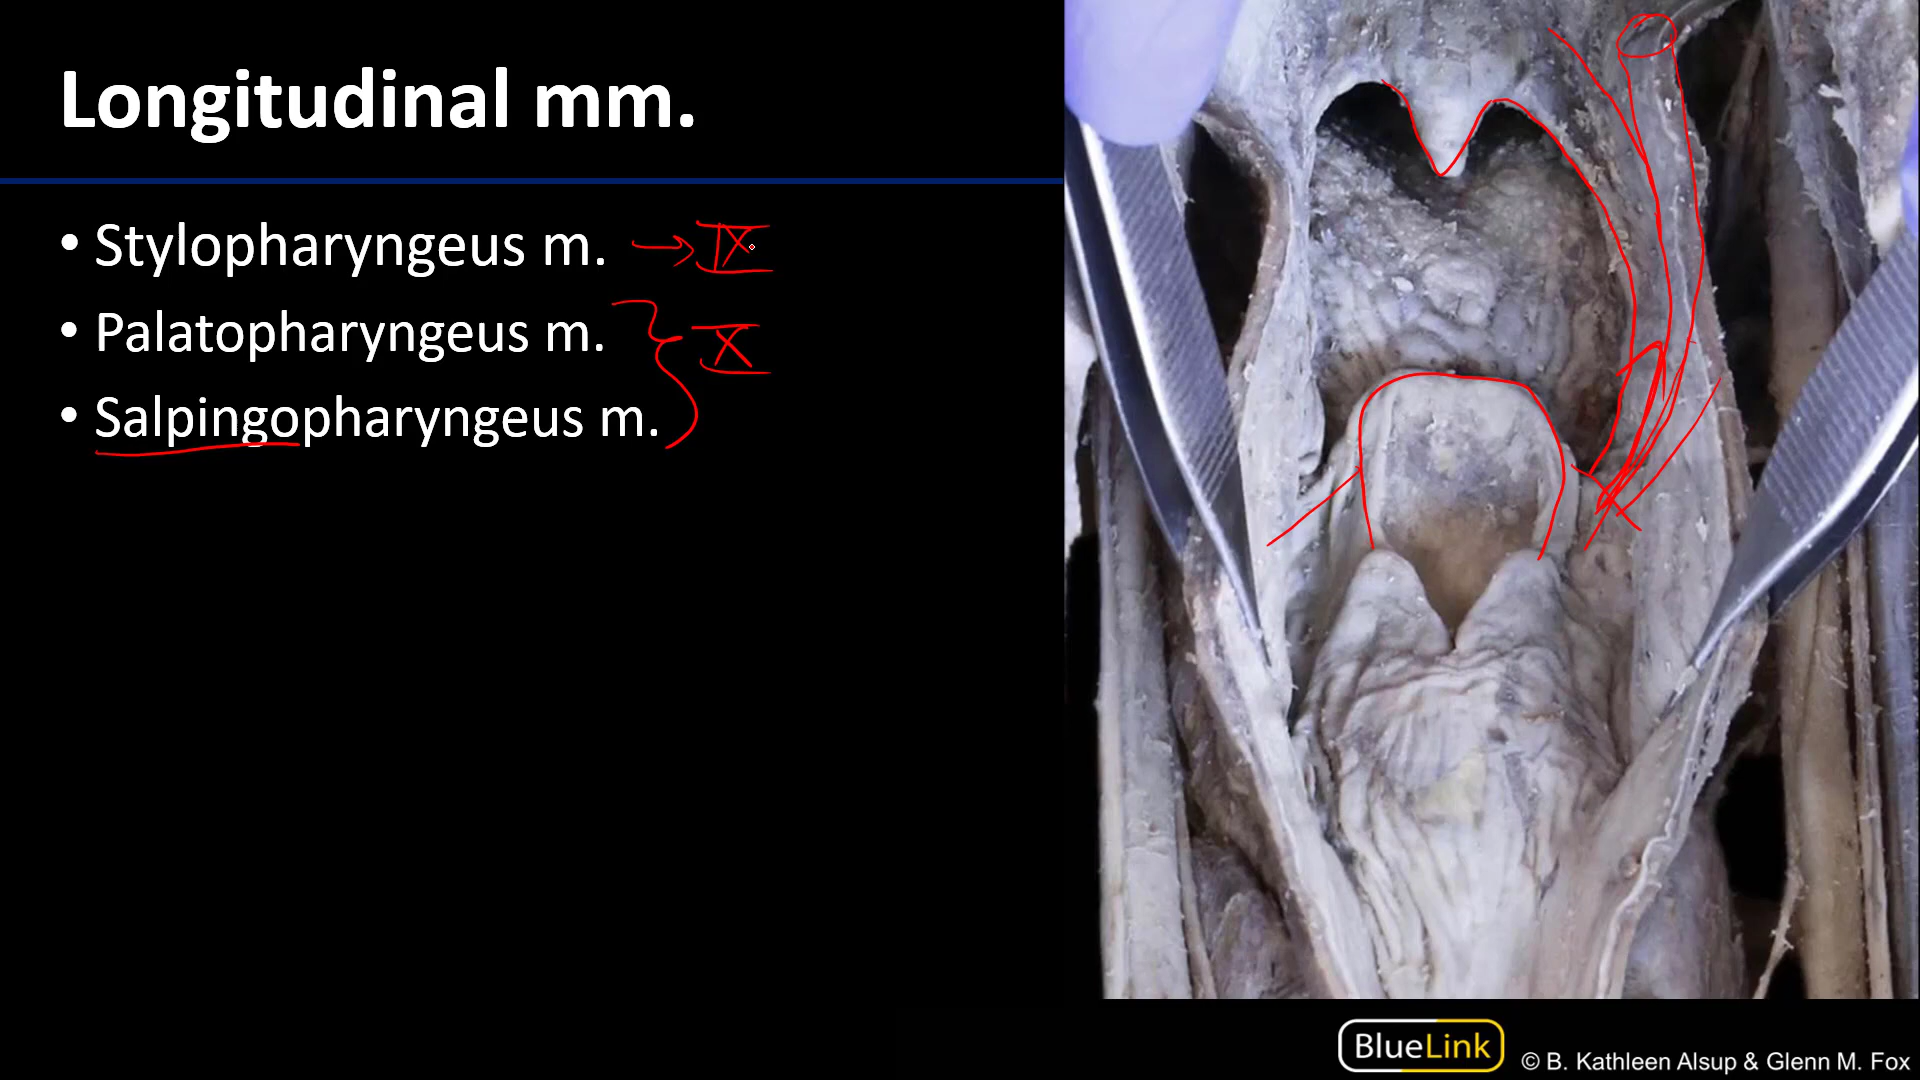 Longitudinal mm.
• Stylopharyngeus m. → IX
• Palatopharyngeus m.
X
• Salpingopharyngeus m.
BlueLink © B. Kathleen Alsup & Glenn M. Fox